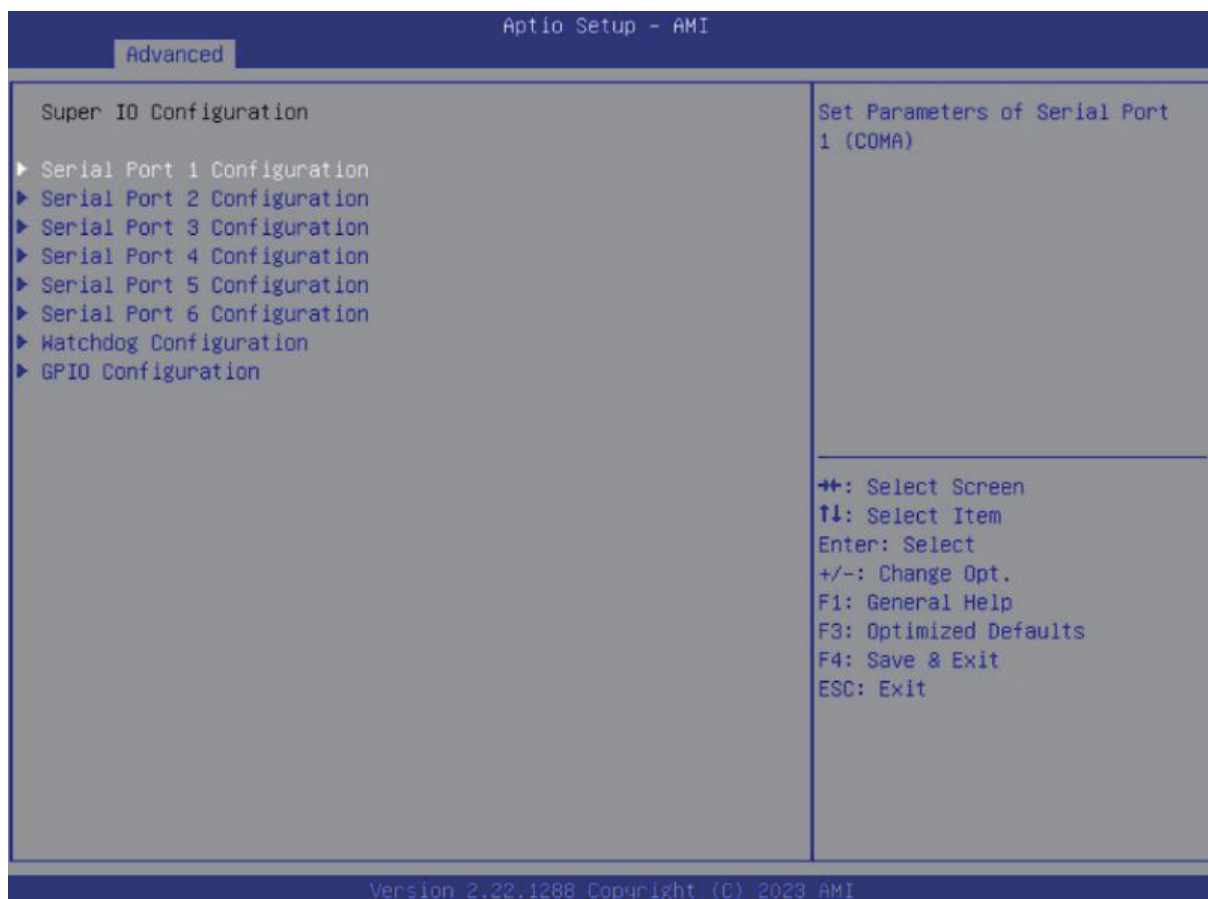 Aptio Setup – AMI
Advanced
Super IO Configuration
▶ Serial Port 1 Configuration
▶ Serial Port 2 Configuration
▶ Serial Port 3 Configuration
▶ Serial Port 4 Configuration
▶ Serial Port 5 Configuration
▶ Serial Port 6 Configuration
▶ Watchdog Configuration
▶ GPIO Configuration
Set Parameters of Serial Port
1 (COMA)
→←: Select Screen
↑↓: Select Item
Enter: Select
+/-: Change Opt.
F1: General Help
F3: Optimized Defaults
F4: Save & Exit
ESC: Exit
Version 2.22.1288 Copyright (C) 2023 AMI